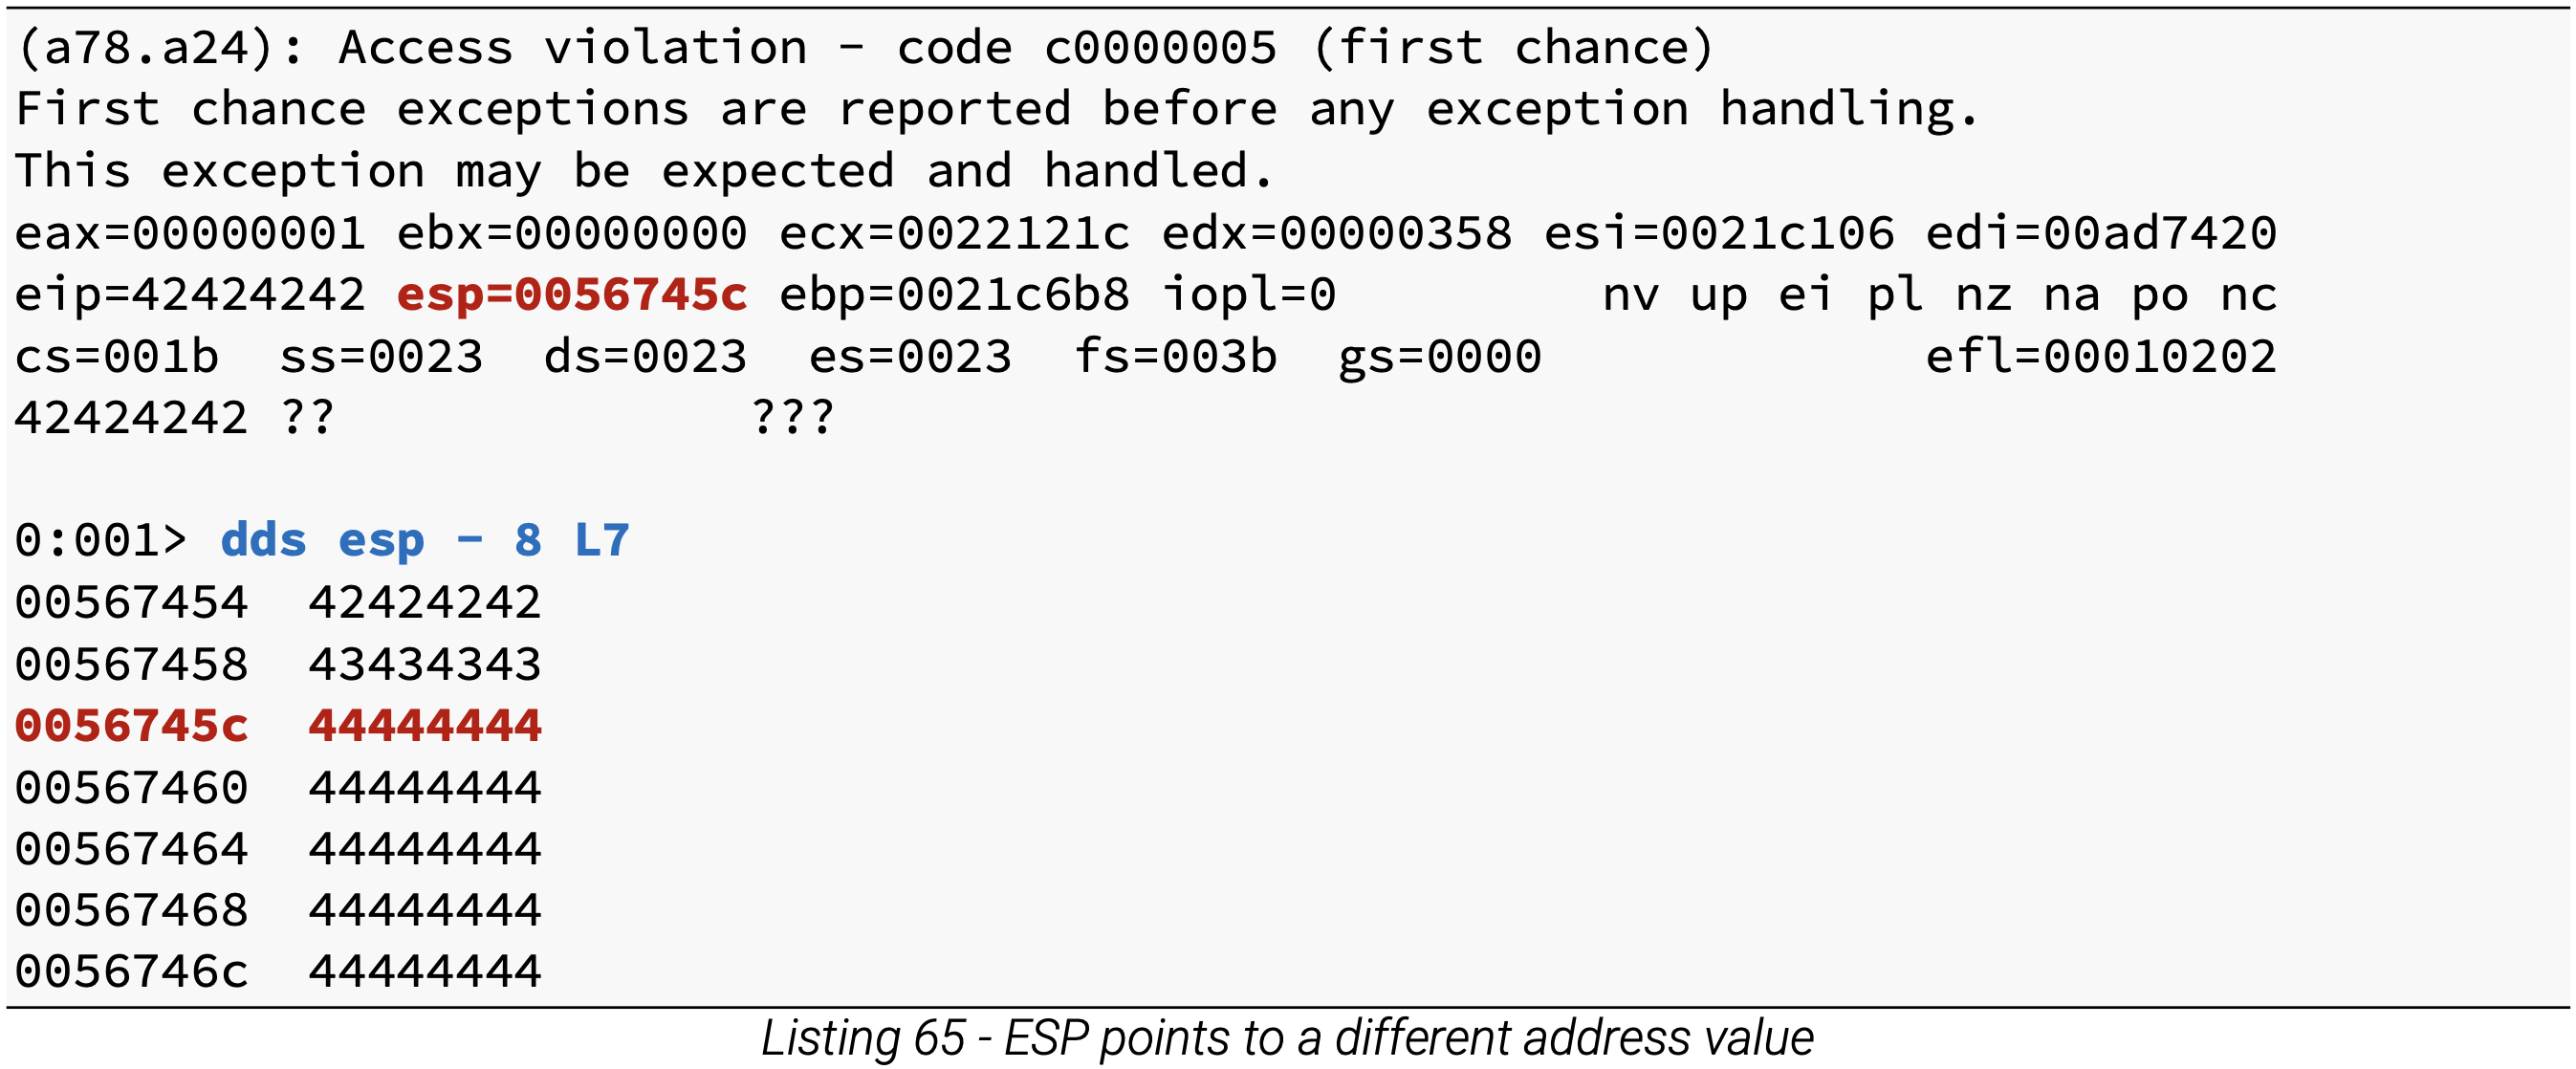 (a78.a24): Access violation - code c0000005 (first chance)
First chance exceptions are reported before any exception handling.
This exception may be expected and handled.
eax=00000001 ebx=00000000 ecx=0022121c edx=00000358 esi=0021c106 edi=00ad7420
eip=42424242 esp=0056745c ebp=0021c6b8 iopl=0         nv up ei pl nz na po nc
cs=001b  ss=0023  ds=0023  es=0023  fs=003b  gs=0000             efl=00010202
42424242 ??              ???
0:001> dds esp - 8 L7
00567454  42424242
00567458  43434343
0056745c  44444444
00567460  44444444
00567464  44444444
00567468  44444444
0056746c  44444444
Listing 65 - ESP points to a different address value